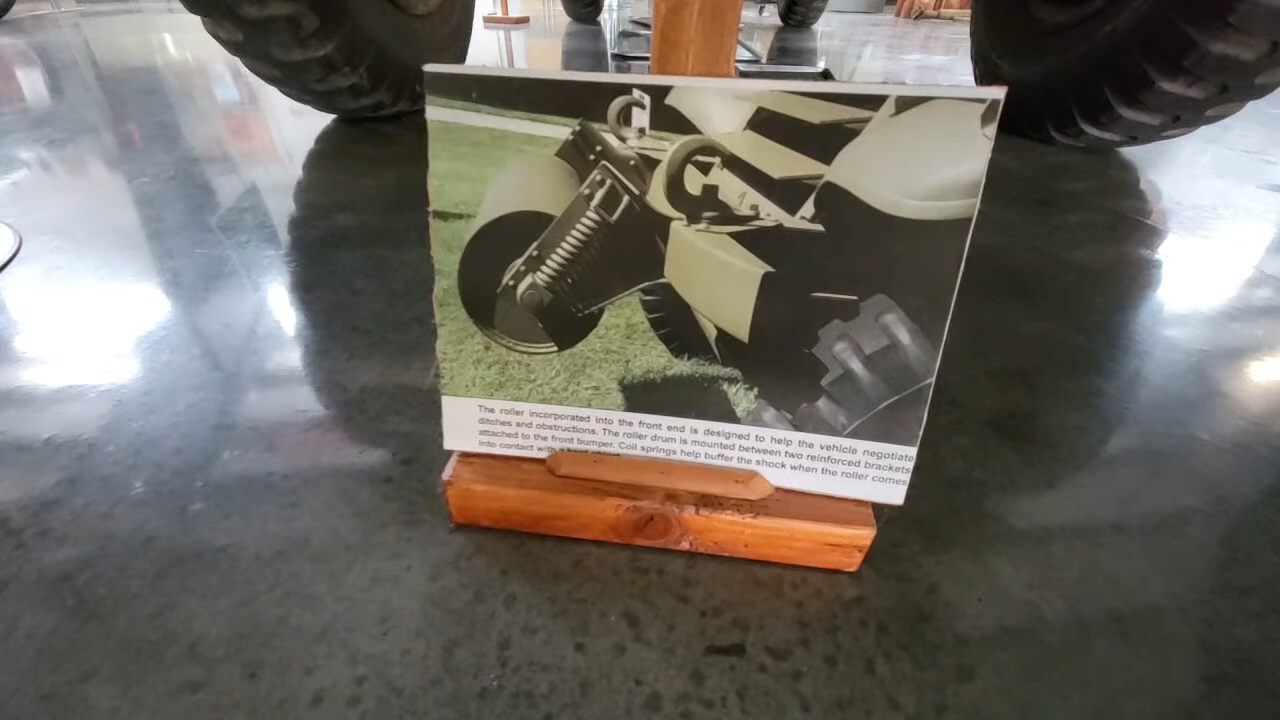 The roller incorporated into the front end is designed to help the vehicle negotiate
ditches and obstructions. The roller drum is mounted between two reinforced brackets
attached to the front bumper. Coil springs help buffer the shock when the roller comes
into contact with